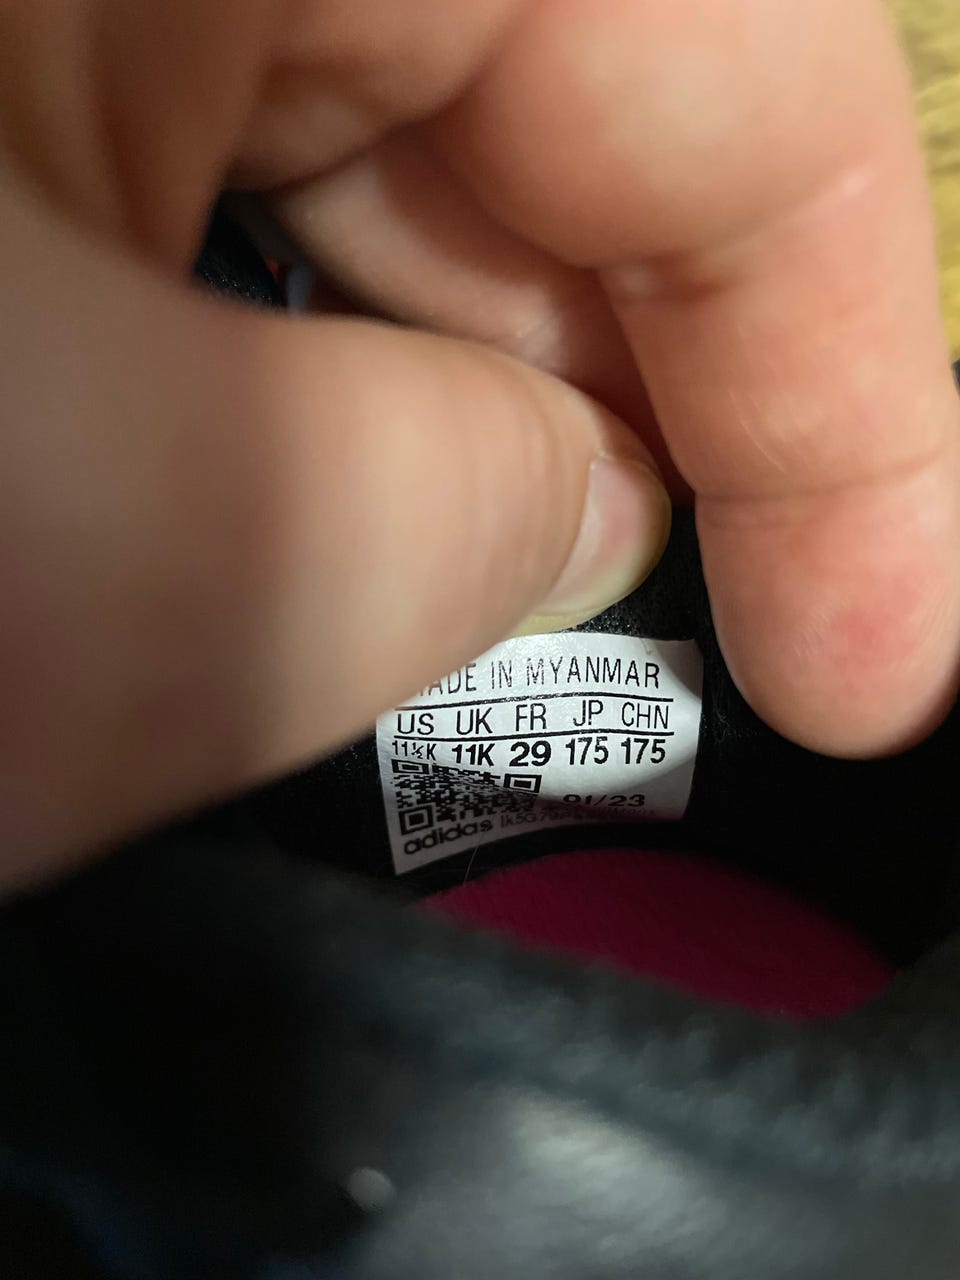 MADE IN MYANMAR
US UK FR JP CHN
11½K 11K 29 175 175
01/23
adidas